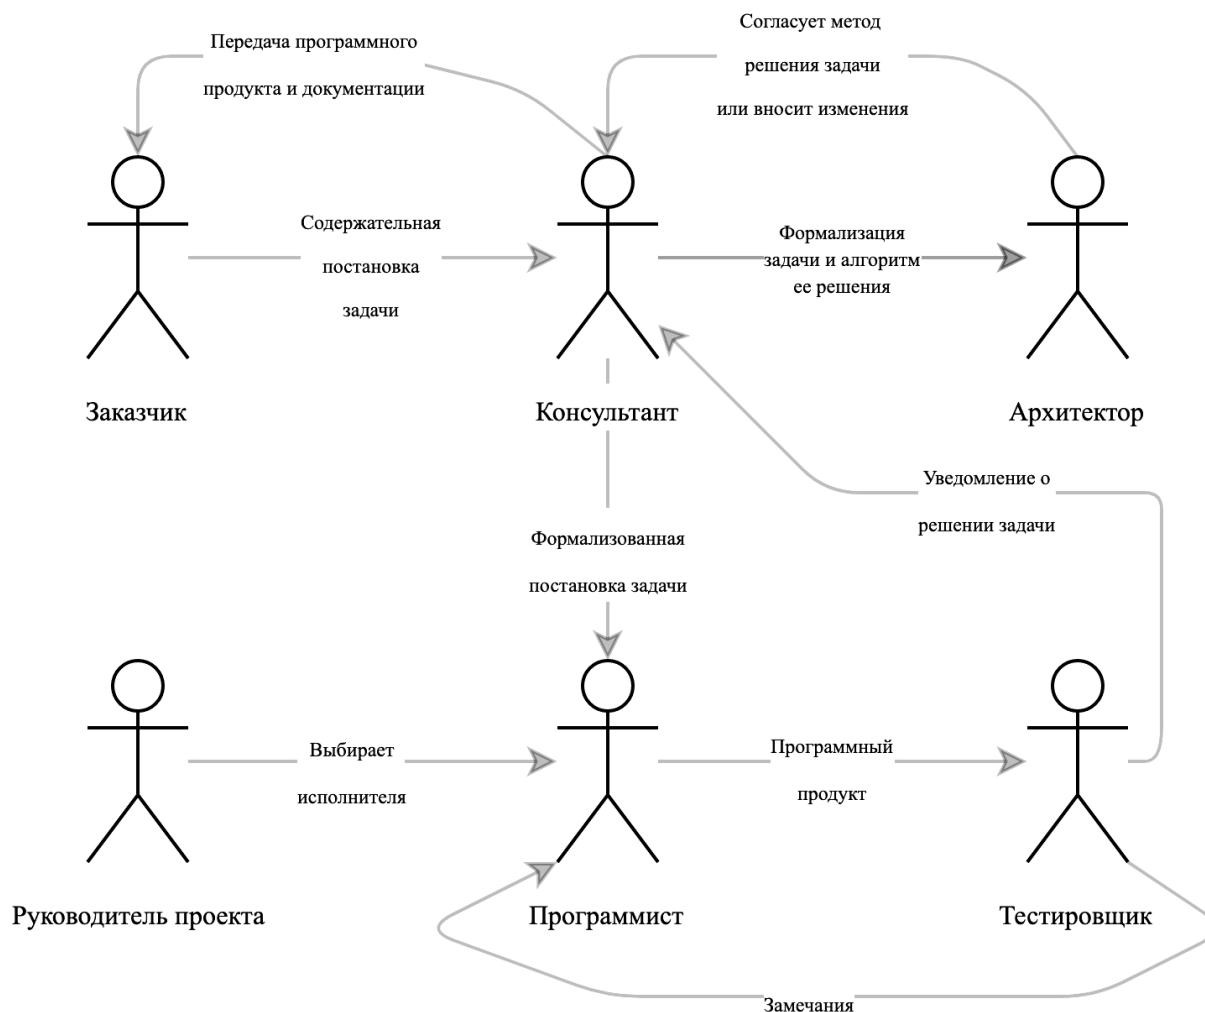 Согласует метод
решения задачи
или вносит изменения
Передача программного
продукта и документации
Содержательная
постановка
задачи
Формализация
задачи и алгоритм
ее решения
Заказчик
Консультант
Архитектор
Уведомление о
решении задачи
Формализованная
постановка задачи
Выбирает
исполнителя
Программный
продукт
Руководитель проекта
Программист
Тестировщик
Замечания